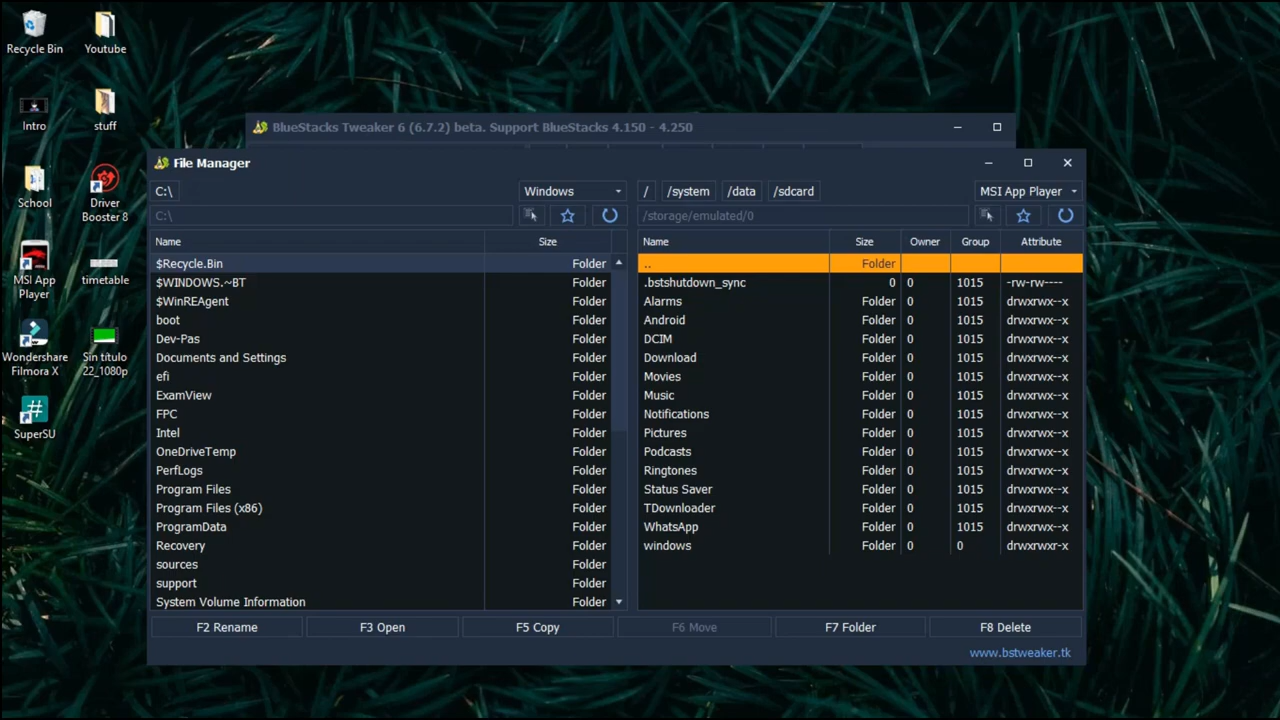 Recycle Bin
Youtube
Intro
stuff
School
Driver
Booster 8
MSI App
Player
timetable
Wondershare
Filmora X
Sin título
22_1080p
SuperSU
BlueStacks Tweaker 6 (6.7.2) beta. Support BlueStacks 4.150 - 4.250
File Manager
C:\ Windows / /system /data /sdcard MSI App Player
C:\ /storage/emulated/0
Name Size Name Size Owner Group Attribute
$Recycle.Bin Folder .. Folder
$WINDOWS.~BT Folder .bstshutdown_sync 0 0 1015 -rw-rw----
$WinREAgent Folder Alarms Folder 0 1015 drwxrwx--x
boot Folder Android Folder 0 1015 drwxrwx--x
Dev-Pas Folder DCIM Folder 0 1015 drwxrwx--x
Documents and Settings Folder Download Folder 0 1015 drwxrwx--x
efi Folder Movies Folder 0 1015 drwxrwx--x
ExamView Folder Music Folder 0 1015 drwxrwx--x
FPC Folder Notifications Folder 0 1015 drwxrwx--x
Intel Folder Pictures Folder 0 1015 drwxrwx--x
OneDriveTemp Folder Podcasts Folder 0 1015 drwxrwx--x
PerfLogs Folder Ringtones Folder 0 1015 drwxrwx--x
Program Files Folder Status Saver Folder 0 1015 drwxrwx--x
Program Files (x86) Folder TDownloader Folder 0 1015 drwxrwx--x
ProgramData Folder WhatsApp Folder 0 1015 drwxrwx--x
Recovery Folder windows Folder 0 0 drwxrwxr-x
sources Folder
support Folder
System Volume Information Folder
F2 Rename F3 Open F5 Copy F6 Move F7 Folder F8 Delete
www.bstweaker.tk